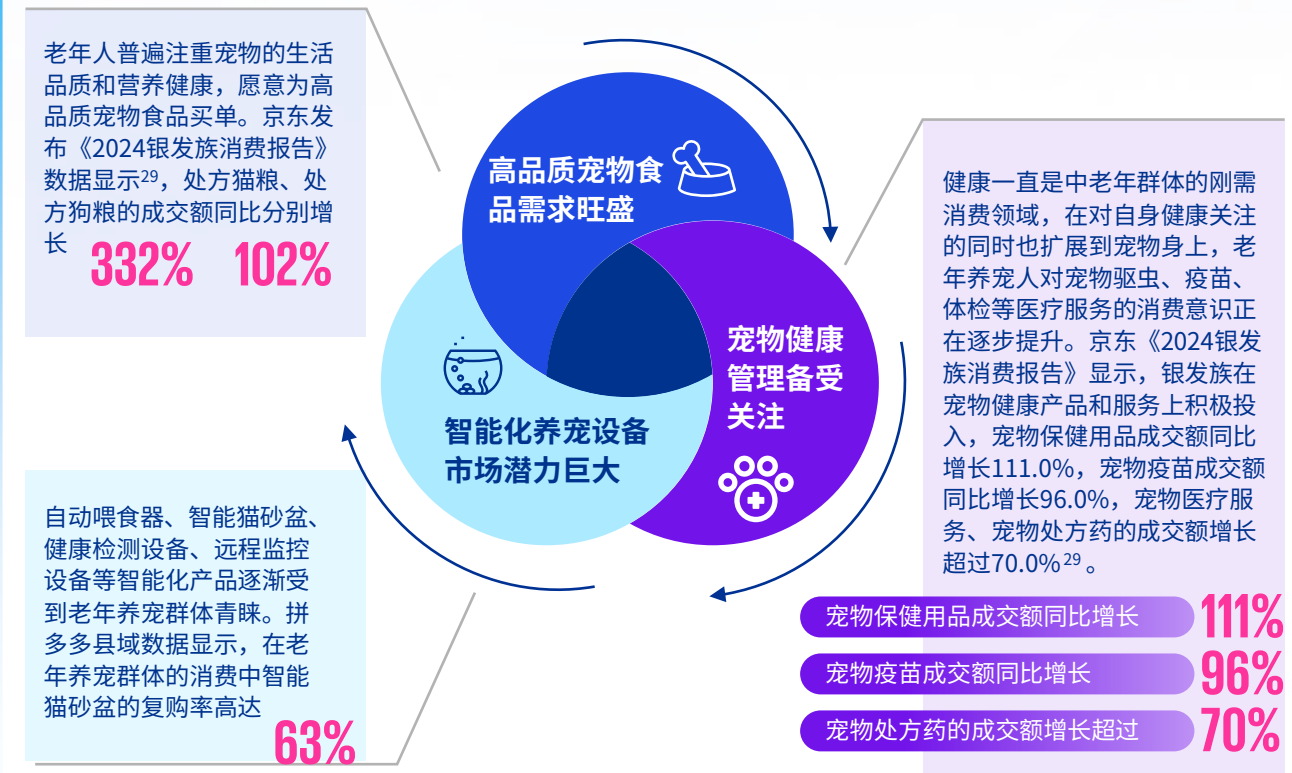 老年人普遍注重宠物的生活
品质和营养健康，愿意为高
品质宠物食品买单。京东发
布《2024银发族消费报告》
数据显示29，处方猫粮、处
方狗粮的成交额同比分别增
长 332% 102%
高品质宠物食
品需求旺盛
宠物健康
管理备受
关注
智能化养宠设备
市场潜力巨大
健康一直是中老年群体的刚需
消费领域，在对自身健康关注
的同时也扩展到宠物身上，老
年养宠人对宠物驱虫、疫苗、
体检等医疗服务的消费意识正
在逐步提升。京东《2024银发
族消费报告》显示，银发族在
宠物健康产品和服务上积极投
入，宠物保健用品成交额同比
增长111.0%，宠物疫苗成交额
同比增长96.0%，宠物医疗服
务、宠物处方药的成交额增长
超过70.0%29。
宠物保健用品成交额同比增长 111%
宠物疫苗成交额同比增长 96%
宠物处方药的成交额增长超过 70%
自动喂食器、智能猫砂盆、
健康检测设备、远程监控
设备等智能化产品逐渐受
到老年养宠群体青睐。拼
多多县域数据显示，在老
年养宠群体的消费中智能
猫砂盆的复购率高达
63%